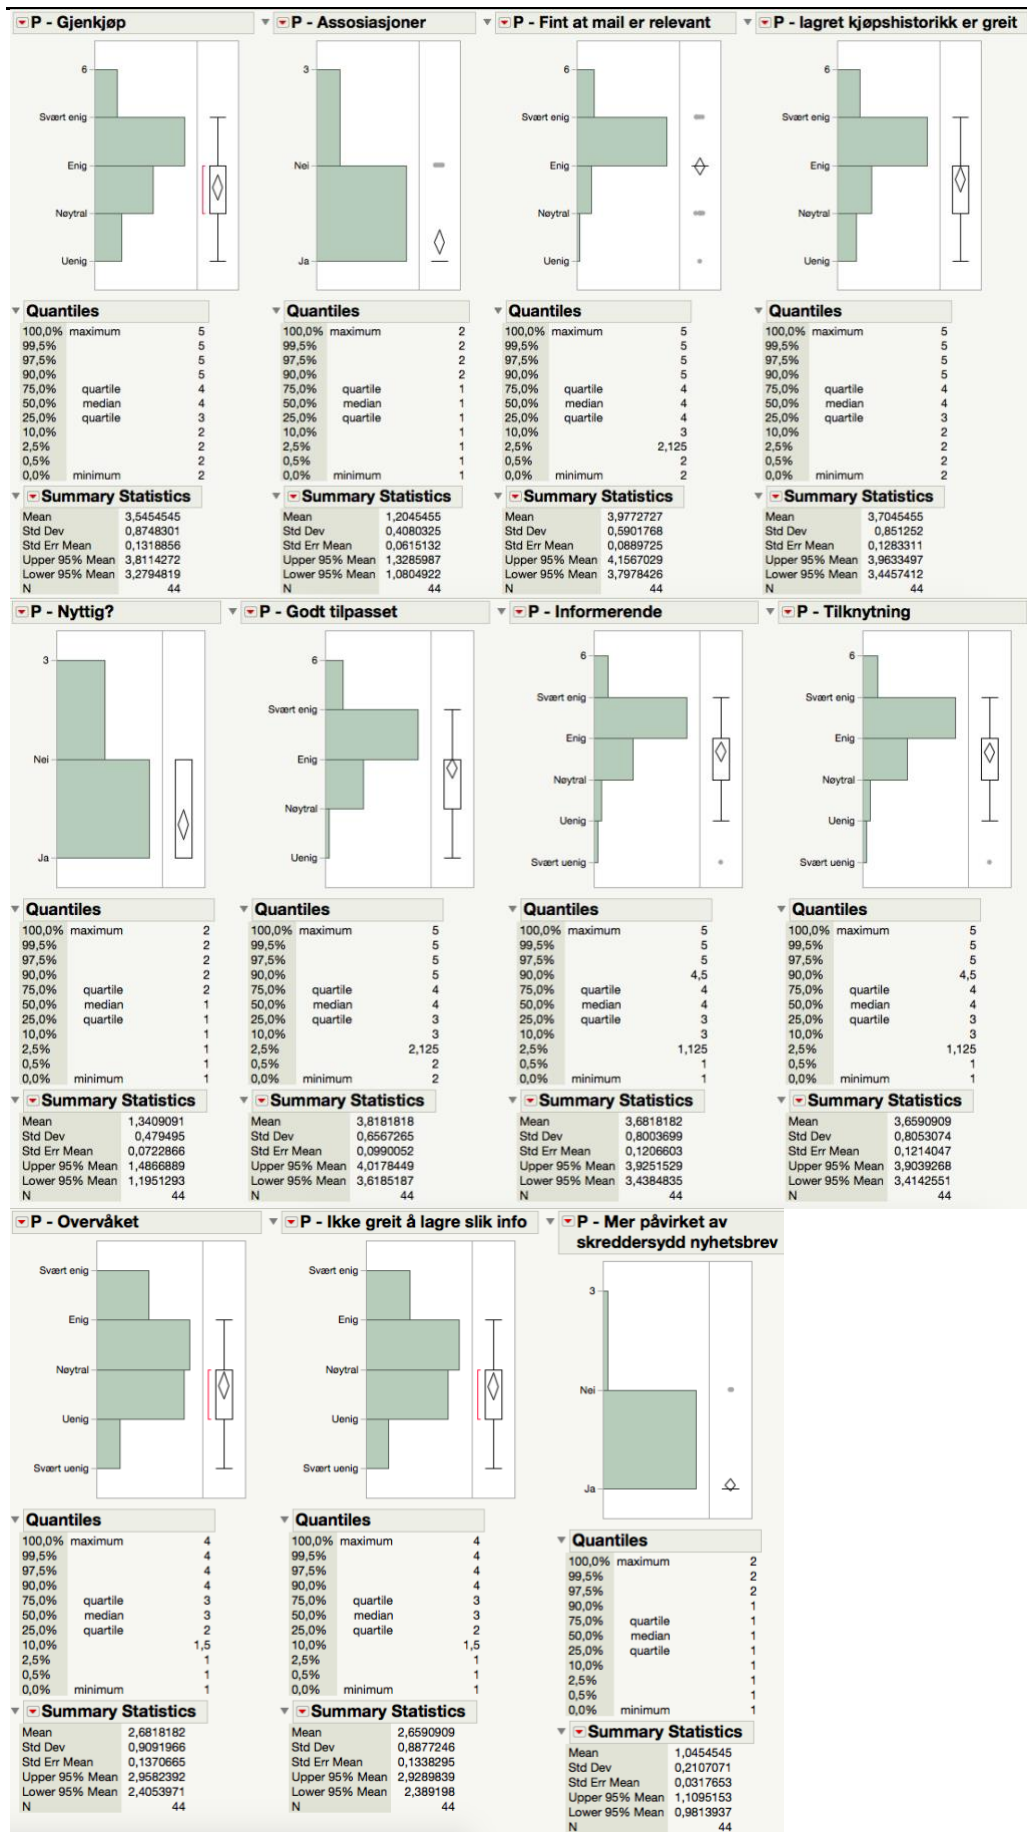 P - Gjenkjøp
6
Svært enig
Enig
Nøytral
Uenig
Quantiles
100,0% maximum 5
99,5% 5
97,5% 5
90,0% 5
75,0% quartile 4
50,0% median 4
25,0% quartile 3
10,0% 2
2,5% 2
0,5% 2
0,0% minimum 2
Summary Statistics
Mean 3,5454545
Std Dev 0,8748301
Std Err Mean 0,1318856
Upper 95% Mean 3,8114272
Lower 95% Mean 3,2794819
N 44
P - Assosiasjoner
3
Nei
Ja
Quantiles
100,0% maximum 2
99,5% 2
97,5% 2
90,0% 2
75,0% quartile 1
50,0% median 1
25,0% quartile 1
10,0% 1
2,5% 1
0,5% 1
0,0% minimum 1
Summary Statistics
Mean 1,2045455
Std Dev 0,4080325
Std Err Mean 0,0615132
Upper 95% Mean 1,3285987
Lower 95% Mean 1,0804922
N 44
P - Fint at mail er relevant
6
Svært enig
Enig
Nøytral
Uenig
Quantiles
100,0% maximum 5
99,5% 5
97,5% 5
90,0% 5
75,0% quartile 4
50,0% median 4
25,0% quartile 4
10,0% 3
2,5% 2,125
0,5% 2
0,0% minimum 2
Summary Statistics
Mean 3,9772727
Std Dev 0,5901768
Std Err Mean 0,0889725
Upper 95% Mean 4,1567029
Lower 95% Mean 3,7978426
N 44
P - lagret kjøpshistorikk er greit
6
Svært enig
Enig
Nøytral
Uenig
Quantiles
100,0% maximum 5
99,5% 5
97,5% 5
90,0% 5
75,0% quartile 4
50,0% median 4
25,0% quartile 3
10,0% 2
2,5% 2
0,5% 2
0,0% minimum 2
Summary Statistics
Mean 3,7045455
Std Dev 0,851252
Std Err Mean 0,1283311
Upper 95% Mean 3,9633497
Lower 95% Mean 3,4457412
N 44
P - Nyttig?
3
Nei
Ja
Quantiles
100,0% maximum 2
99,5% 2
97,5% 2
90,0% 2
75,0% quartile 2
50,0% median 1
25,0% quartile 1
10,0% 1
2,5% 1
0,5% 1
0,0% minimum 1
Summary Statistics
Mean 1,3409091
Std Dev 0,479495
Std Err Mean 0,0722866
Upper 95% Mean 1,4866889
Lower 95% Mean 1,1951293
N 44
P - Godt tilpasset
6
Svært enig
Enig
Nøytral
Uenig
Quantiles
100,0% maximum 5
99,5% 5
97,5% 5
90,0% 5
75,0% quartile 4
50,0% median 4
25,0% quartile 3
10,0% 3
2,5% 2,125
0,5% 2
0,0% minimum 2
Summary Statistics
Mean 3,8181818
Std Dev 0,6567265
Std Err Mean 0,0990052
Upper 95% Mean 4,0178449
Lower 95% Mean 3,6185187
N 44
P - Informerende
6
Svært enig
Enig
Nøytral
Uenig
Svært uenig
Quantiles
100,0% maximum 5
99,5% 5
97,5% 5
90,0% 4,5
75,0% quartile 4
50,0% median 4
25,0% quartile 3
10,0% 3
2,5% 1,125
0,5% 1
0,0% minimum 1
Summary Statistics
Mean 3,6818182
Std Dev 0,8003699
Std Err Mean 0,1206603
Upper 95% Mean 3,9251529
Lower 95% Mean 3,4384835
N 44
P - Tilknytning
6
Svært enig
Enig
Nøytral
Uenig
Svært uenig
Quantiles
100,0% maximum 5
99,5% 5
97,5% 5
90,0% 4,5
75,0% quartile 4
50,0% median 4
25,0% quartile 3
10,0% 3
2,5% 1,125
0,5% 1
0,0% minimum 1
Summary Statistics
Mean 3,6590909
Std Dev 0,8053074
Std Err Mean 0,1214047
Upper 95% Mean 3,9039268
Lower 95% Mean 3,4142551
N 44
P - Overvåket
Svært enig
Enig
Nøytral
Uenig
Svært uenig
Quantiles
100,0% maximum 4
99,5% 4
97,5% 4
90,0% 4
75,0% quartile 3
50,0% median 3
25,0% quartile 2
10,0% 1,5
2,5% 1
0,5% 1
0,0% minimum 1
Summary Statistics
Mean 2,6818182
Std Dev 0,9091966
Std Err Mean 0,1370665
Upper 95% Mean 2,9582392
Lower 95% Mean 2,4053971
N 44
P - Ikke greit å lagre slik info
Svært enig
Enig
Nøytral
Uenig
Svært uenig
Quantiles
100,0% maximum 4
99,5% 4
97,5% 4
90,0% 4
75,0% quartile 3
50,0% median 3
25,0% quartile 2
10,0% 1,5
2,5% 1
0,5% 1
0,0% minimum 1
Summary Statistics
Mean 2,6590909
Std Dev 0,8877246
Std Err Mean 0,1338295
Upper 95% Mean 2,9289839
Lower 95% Mean 2,389198
N 44
P - Mer påvirket av
skreddersydd nyhetsbrev
3
Nei
Ja
Quantiles
100,0% maximum 2
99,5% 2
97,5% 2
90,0% 1
75,0% quartile 1
50,0% median 1
25,0% quartile 1
10,0% 1
2,5% 1
0,5% 1
0,0% minimum 1
Summary Statistics
Mean 1,0454545
Std Dev 0,2107071
Std Err Mean 0,0317653
Upper 95% Mean 1,1095153
Lower 95% Mean 0,9813937
N 44